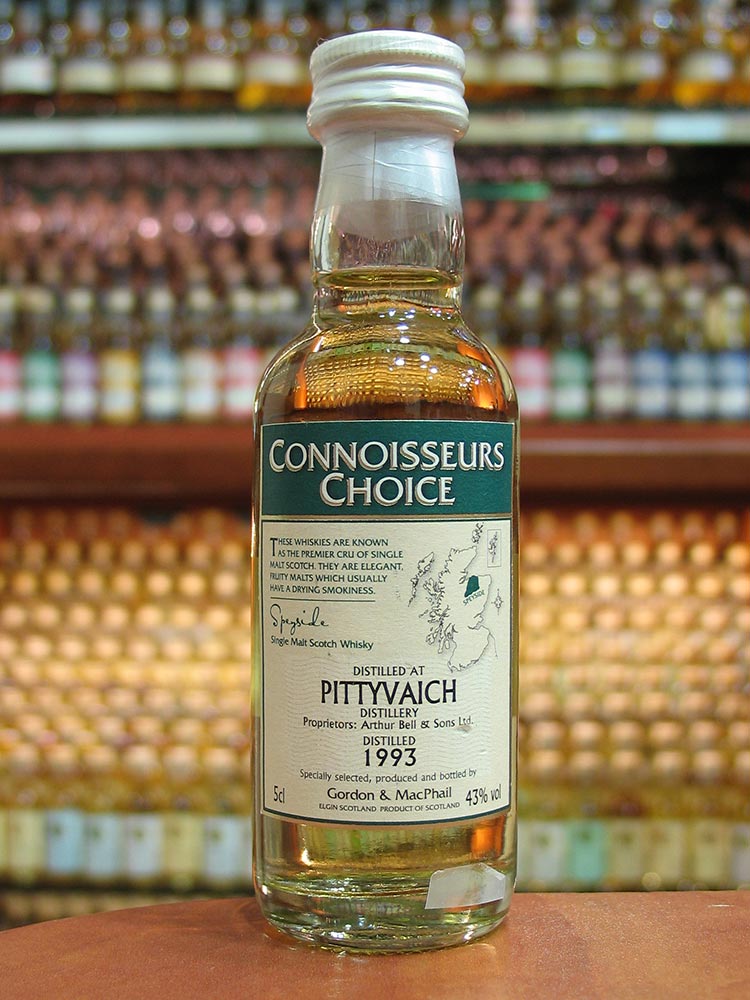 CONNOISSEURS
CHOICE
THESE WHISKIES ARE KNOWN
AS THE PREMIER CRU OF SINGLE
MALT SCOTCH. THEY ARE ELEGANT,
FRUITY MALTS WHICH USUALLY
HAVE A DRYING SMOKINESS.
SPEYSIDE
Speyside
Single Malt Scotch Whisky
DISTILLED AT
PITTYVAICH
DISTILLERY
Proprietors: Arthur Bell & Sons Ltd.
DISTILLED
1993
Specially selected, produced and bottled by
5cl Gordon & MacPhail 43% vol
ELGIN SCOTLAND PRODUCT OF SCOTLAND